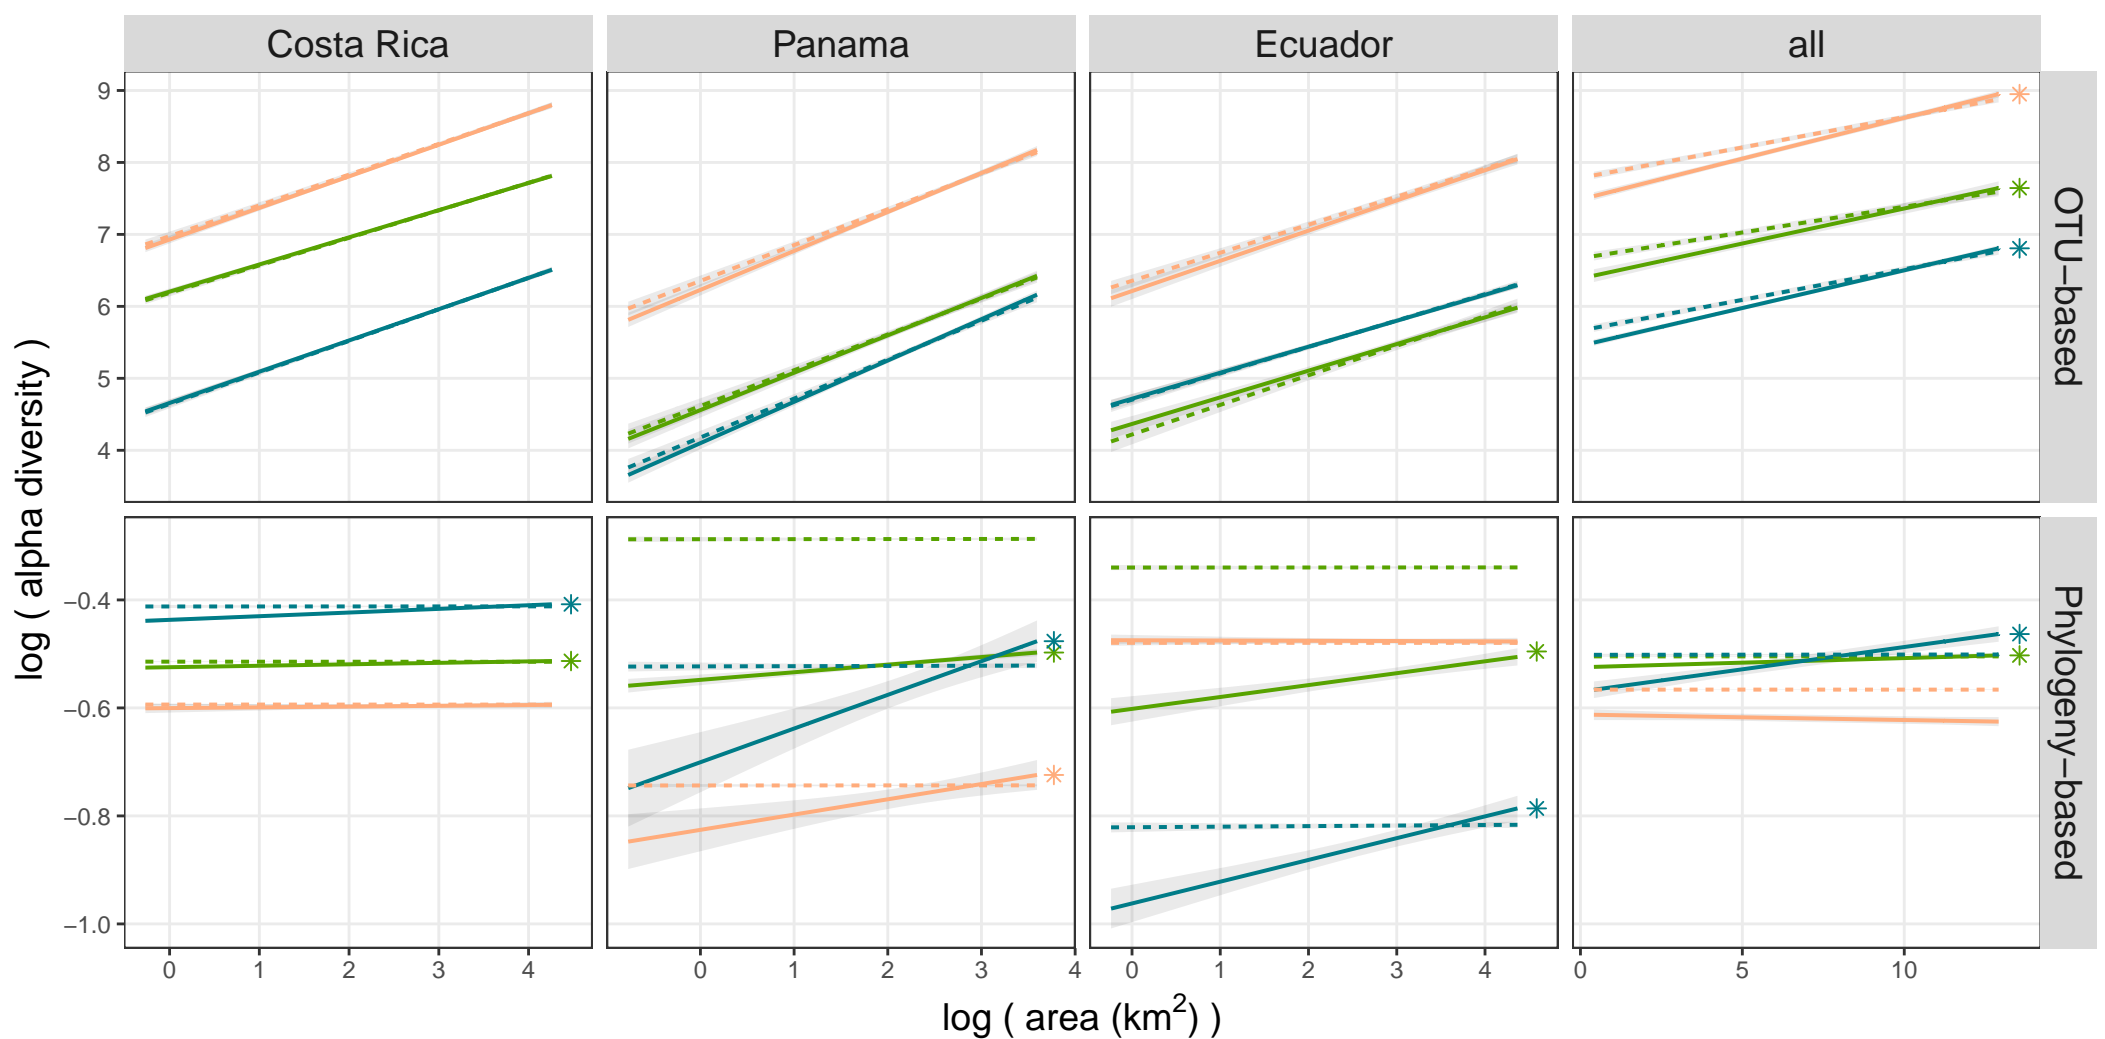 Costa Rica
Panama
Ecuador
all
9
8
7
6
5
4
OTU−based
log ( alpha diversity )
−0.4
−0.6
−0.8
−1.0
Phylogeny−based
0 1 2 3 4
0 1 2 3 4
0 1 2 3 4
0 5 10
log ( area (km²) )